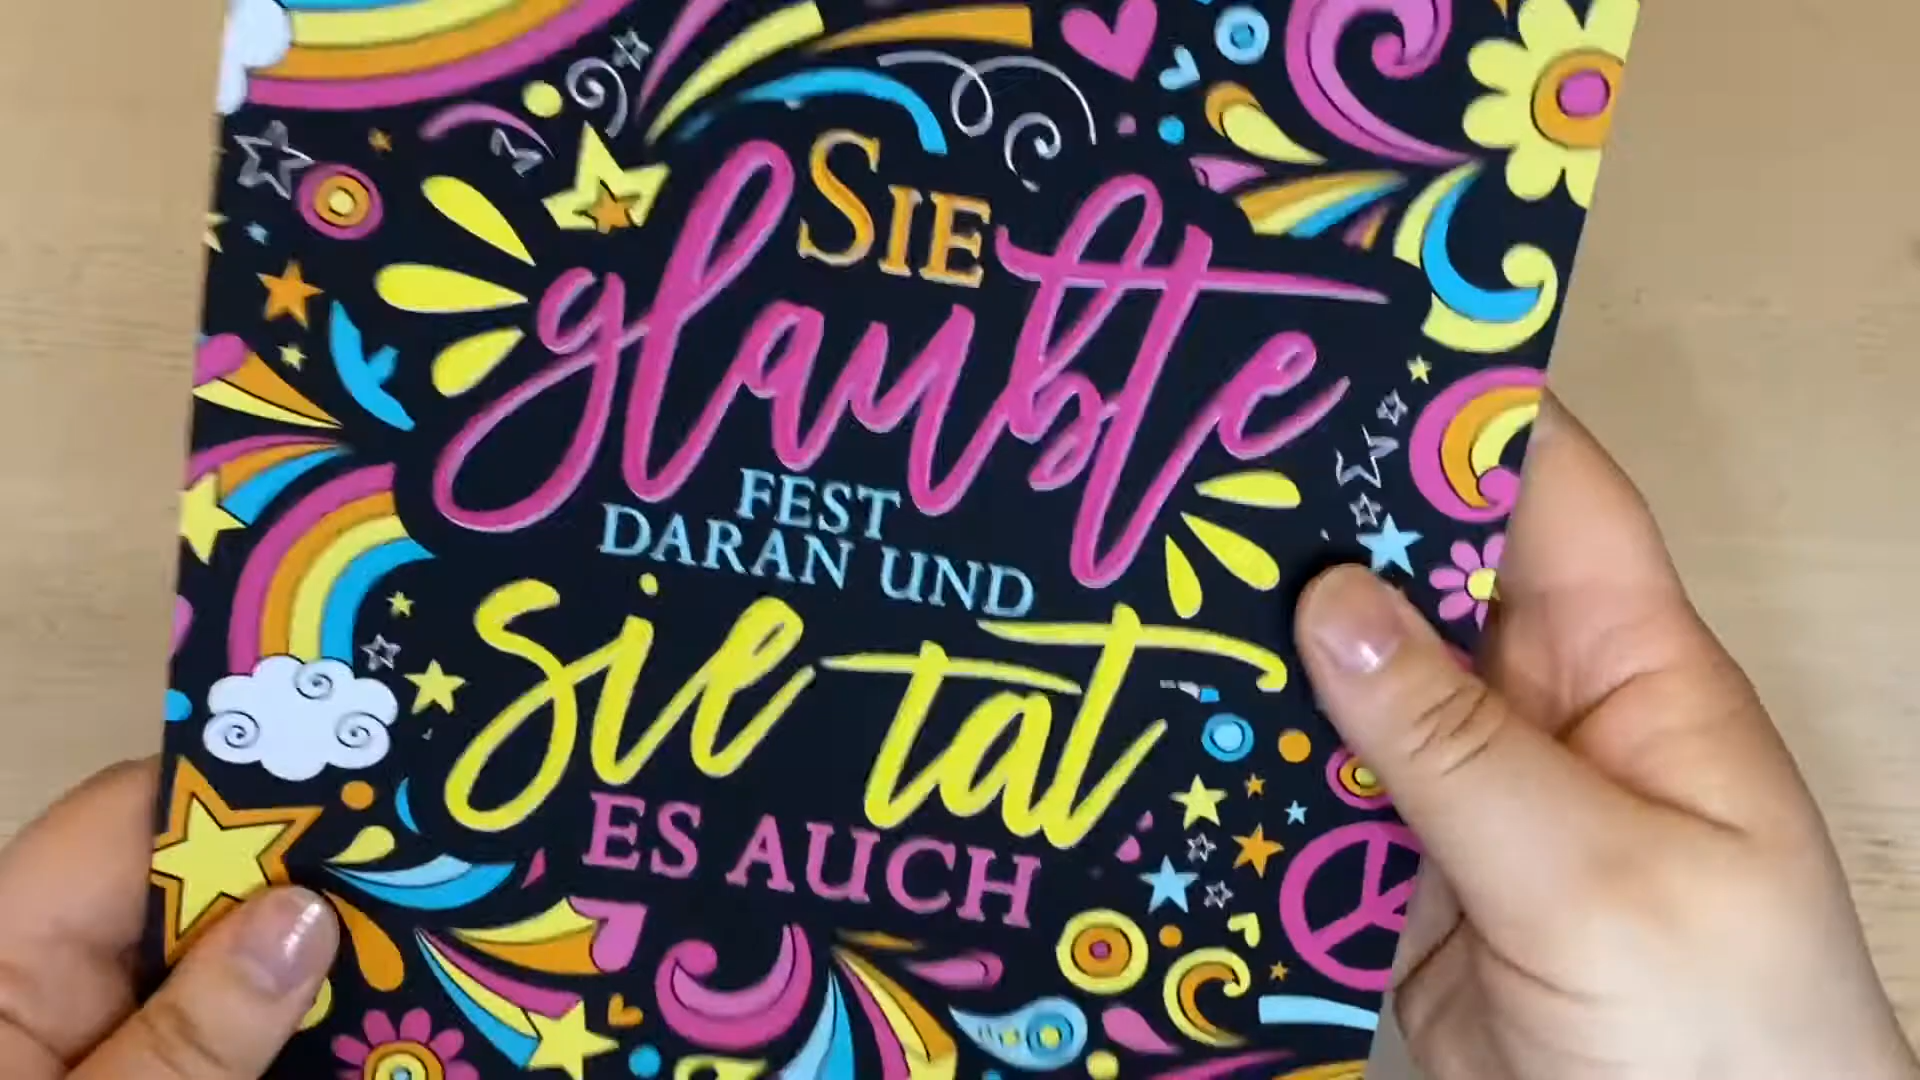 SIE
glaubte
FEST
DARAN UND
sie tat
ES AUCH